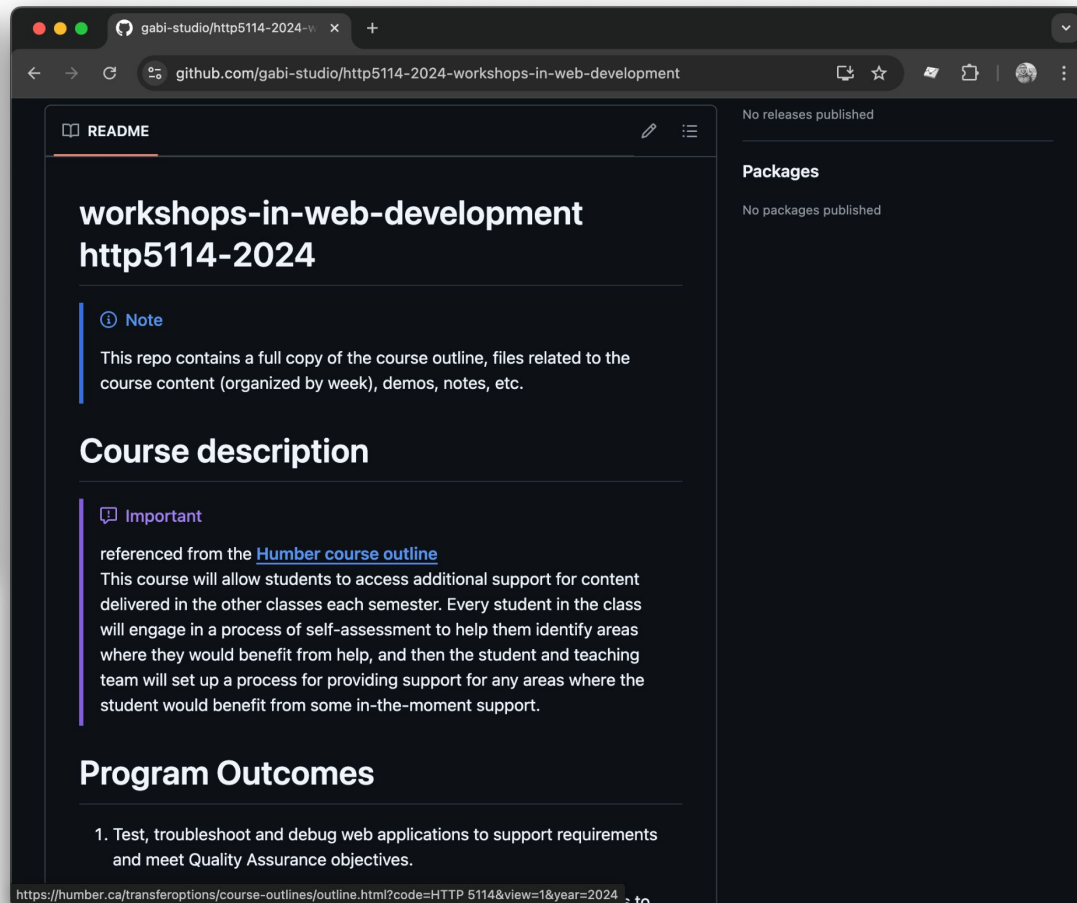 gabi-studio/http5114-2024-w
github.com/gabi-studio/http5114-2024-workshops-in-web-development
README
No releases published
Packages
No packages published
workshops-in-web-development
http5114-2024
Note
This repo contains a full copy of the course outline, files related to the
course content (organized by week), demos, notes, etc.
Course description
Important
referenced from the Humber course outline
This course will allow students to access additional support for content
delivered in the other classes each semester. Every student in the class
will engage in a process of self-assessment to help them identify areas
where they would benefit from help, and then the student and teaching
team will set up a process for providing support for any areas where the
student would benefit from some in-the-moment support.
Program Outcomes
1. Test, troubleshoot and debug web applications to support requirements
and meet Quality Assurance objectives.
https://humber.ca/transferoptions/course-outlines/outline.html?code=HTTP 5114&view=1&year=2024